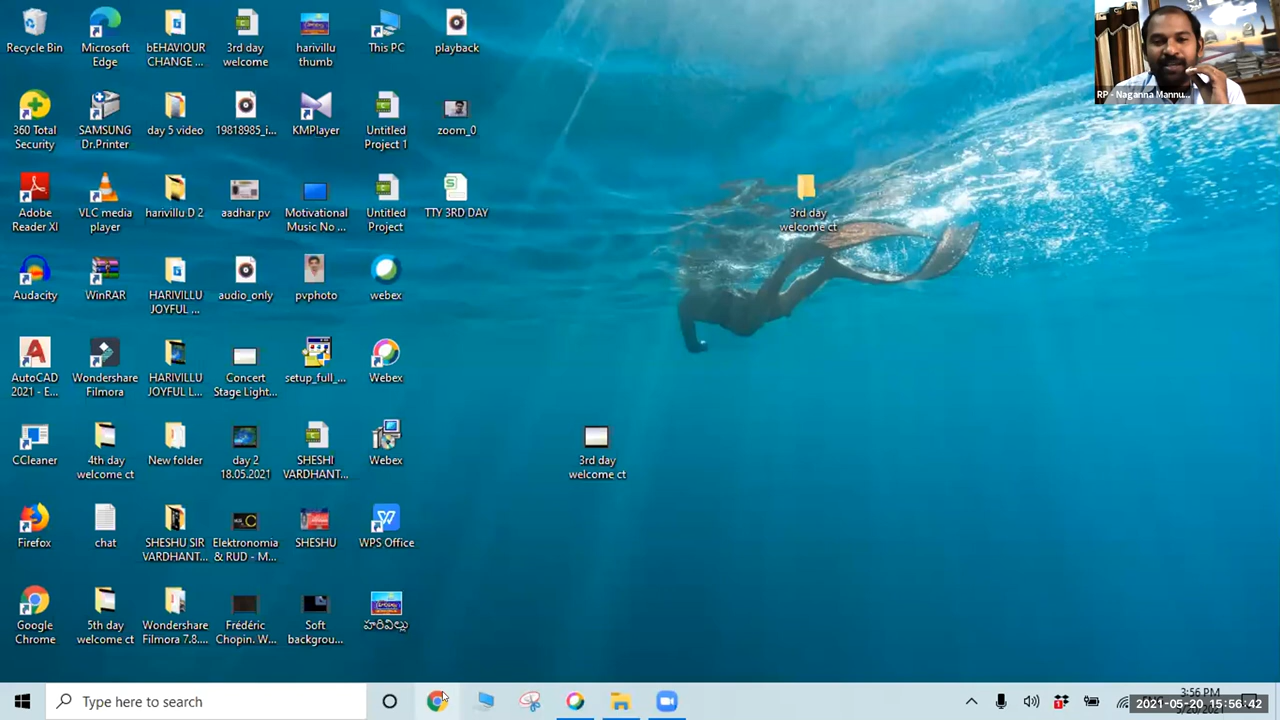 Recycle Bin
Microsoft
Edge
bEHAVIOUR
CHANGE ...
3rd day
welcome
harivillu
thumb
This PC
playback
RP - Naganna Mannu...
360 Total
Security
SAMSUNG
Dr.Printer
day 5 video
19818985_i...
KMPlayer
Untitled
Project 1
zoom_0
Adobe
Reader XI
VLC media
player
harivillu D 2
aadhar pv
Motivational
Music No ...
Untitled
Project
TTY 3RD DAY
3rd day
welcome ct
Audacity
WinRAR
HARIVILLU
JOYFUL ...
audio_only
pvphoto
webex
AutoCAD
2021 - E...
Wondershare
Filmora
HARIVILLU
JOYFUL L...
Concert
Stage Light...
setup_full_...
Webex
CCleaner
4th day
welcome ct
New folder
day 2
18.05.2021
SHESHI
VARDHANT...
Webex
3rd day
welcome ct
Firefox
chat
SHESHU SIR
VARDHANT...
Elektronomia
& RUD - M...
SHESHU
WPS Office
Google
Chrome
5th day
welcome ct
Wondershare
Filmora 7.8....
Frédéric
Chopin. W...
Soft
backgrou...
హరివిల్లు
Type here to search
3:56 PM
2021-05-20 15:56:42